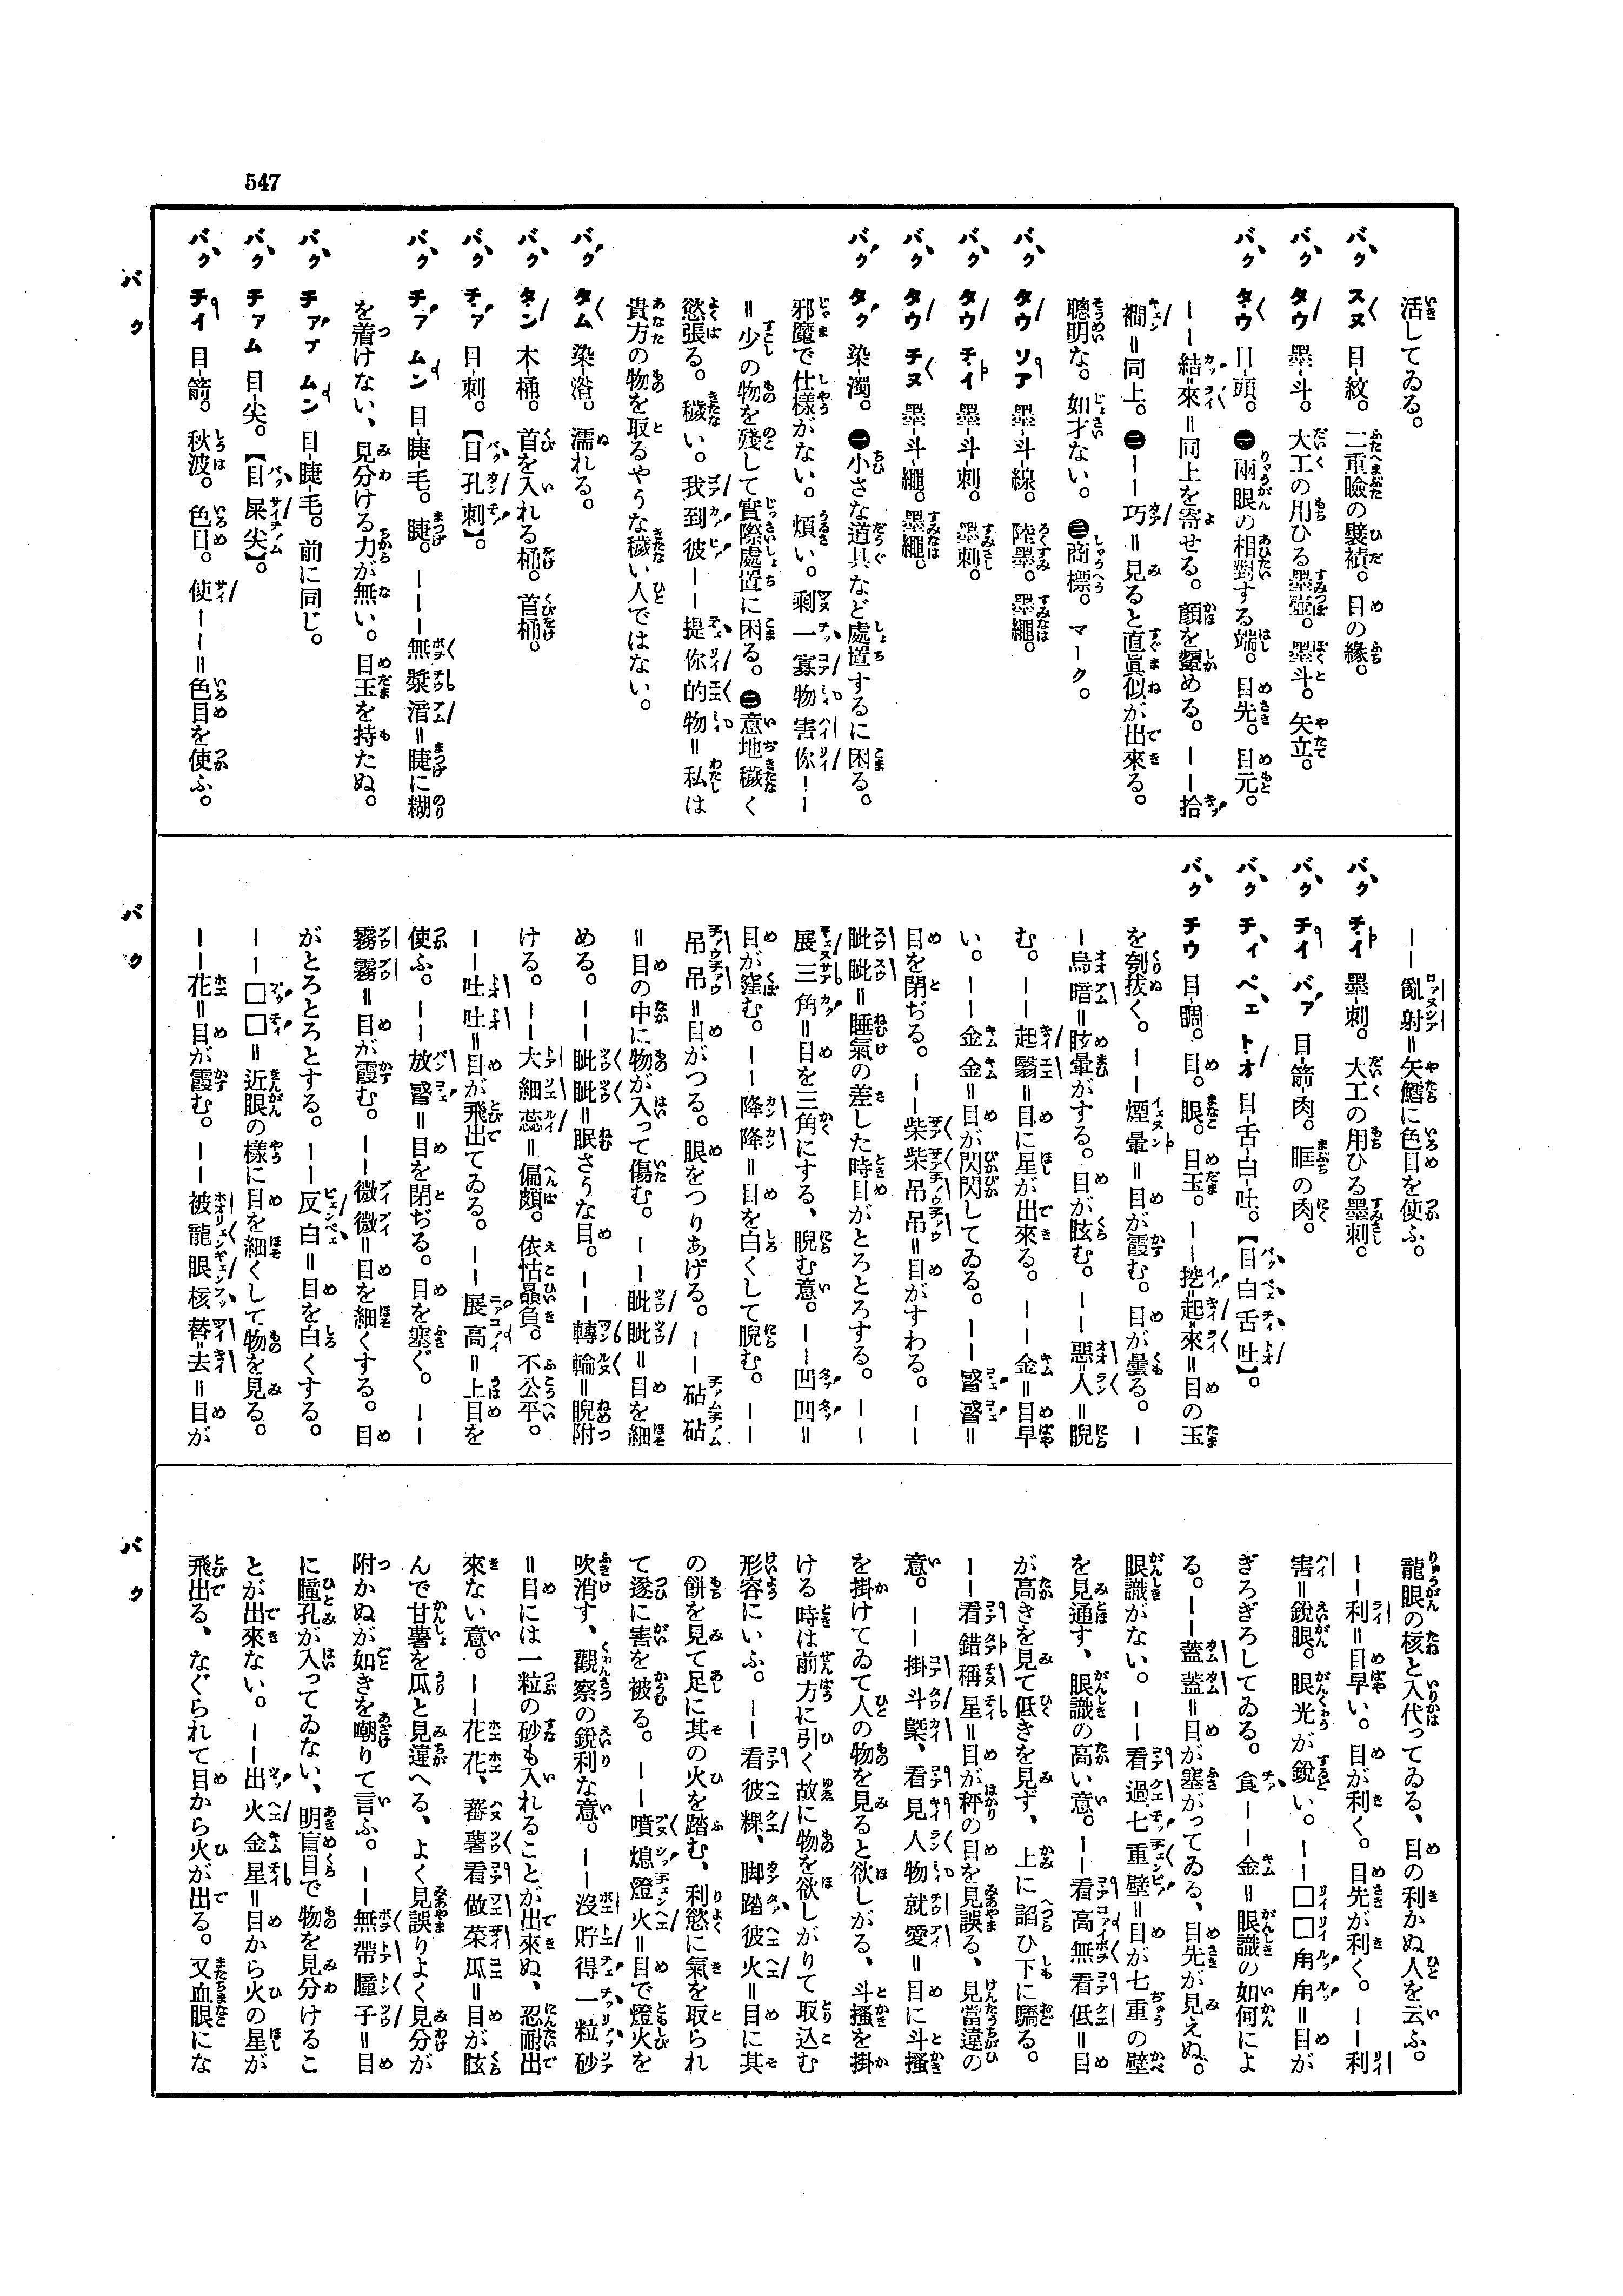 547
活してゐる。
バク スヌ 目-紋。二重瞼の襞襀。目の緣。
バク タウ 墨-斗。大工の用ひる墨壺。墨斗。矢立。
バク タウ 目-頭。㊀兩眼の相對する端。目先。目元。
――結-來＝同上を寄せる。顏を顰める。――拾
襇＝同上。㊁――巧＝見ると直眞似が出來る。
聰明な。如才ない。㊂商標。マーク。
バク タウ ソア 墨-斗-線。陸墨。墨繩。
バク タウ チイ 墨-斗-刺。墨刺。
バク タウ チヌ 墨-斗-繩。墨繩。
バク タク 染-濁。㊀小さな道具など處置するに困る。
邪魔で仕樣がない。煩い。剩一寡物害你！―
＝少の物を殘して實際處置に困る。㊁意地穢く
慾張る。穢い。我到彼――提你的物＝私は
貴方の物を取るやうな穢い人ではない。
バク タム 染-澘。濡れる。
バク タン 木-桶。首を入れる桶。首桶。
バク チァ 目-刺。【目孔刺】。
バク チァ ムン 目-睫-毛。睫。―――無漿湆＝睫に糊
を着けない、見分ける力が無い。目玉を持たぬ。
バク チァプ ムン 目-睫-毛。前に同じ。
バク チァム 目-尖。【目屎尖】。
バク チイ 目-箭。秋波。色目。使――＝色目を使ふ。
――亂射＝矢鱈に色目を使ふ。
バク チイ 墨-刺。大工の用ひる墨刺。
バク チイ バァ 目-箭-肉。眶の肉。
バク チィ ペェ トオ 目-舌-白-吐。【目白舌吐】。
バク チウ 目-睭。目。眼。目玉。――挖-起-來＝目の玉
を刳拔く。――煙暈＝目が霞む。目が曇る。―
―烏暗＝眩暈がする。目が眩む。――惡-人＝睨
む。――起翳＝目に星が出來る。――金＝目早
い。――金金＝目が閃閃してゐる。――瞖瞖＝
目を閉ぢる。――柴柴吊吊＝目がすわる。――
眦眦＝睡氣の差した時目がとろとろする。――
展三角＝目を三角にする、睨む意。――凹凹＝
目が窪む。――降降＝目を白くして睨む。――
吊吊＝目がつる。眼をつりあげる。――砧砧
＝目の中に物が入って傷む。――眦眦＝目を細
める。――眦眦＝眠さうな目。――轉輪＝睨附
ける。――大細蕊＝偏頗。依怙贔負。不公平。
――吐吐＝目が飛出てゐる。――展高＝上目を
使ふ。――放瞖＝目を閉ぢる。目を塞ぐ。――
霧霧＝目が霞む。――微微＝目を細くする。目
がとろとろとする。――反白＝目を白くする。
――□□＝近眼の樣に目を細くして物を見る。
――花＝目が霞む。――被龍眼核替-去＝目が
龍眼の核と入代ってゐる、目の利かぬ人を云ふ。
――利＝目早い。目が利く。目先が利く。――利
害＝銳眼。眼光が銳い。――□□角角＝目が
ぎろぎろしてゐる。食――金＝眼識の如何によ
る。――蓋蓋＝目が塞がってゐる、目先が見えぬ。
眼識がない。――看過七重壁＝目が七重の壁
を見通す、眼識の高い意。――看高無看低＝目
が高きを見て低きを見ず、上に諂ひ下に驕る。
――看錯稱星＝目が秤の目を見誤る、見當違の
意。――掛斗槩、看見人物就愛＝目に斗搔
を掛けてゐて人の物を見ると欲しがる、斗搔を掛
ける時は前方に引く故に物を欲しがりて取込む
形容にいふ。――看彼粿、脚踏彼火＝目に其
の餅を見て足に其の火を踏む、利慾に氣を取られ
て遂に害を被る。――噴熄燈火＝目で燈火を
吹消す、觀察の銳利な意。――沒貯得一粒砂
＝目には一粒の砂も入れることが出來ぬ、忍耐出
來ない意。――花花、蕃薯看做菜瓜＝目が眩
んで甘薯を瓜と見違へる、よく見誤りよく見分が
附かぬが如きを嘲りて言ふ。――無帶瞳子＝目
に瞳孔が入ってゐない、明盲目で物を見分けるこ
とが出來ない。――出火金星＝目から火の星が
飛出る、なぐられて目から火が出る。又血眼にな
バク
バク
バク